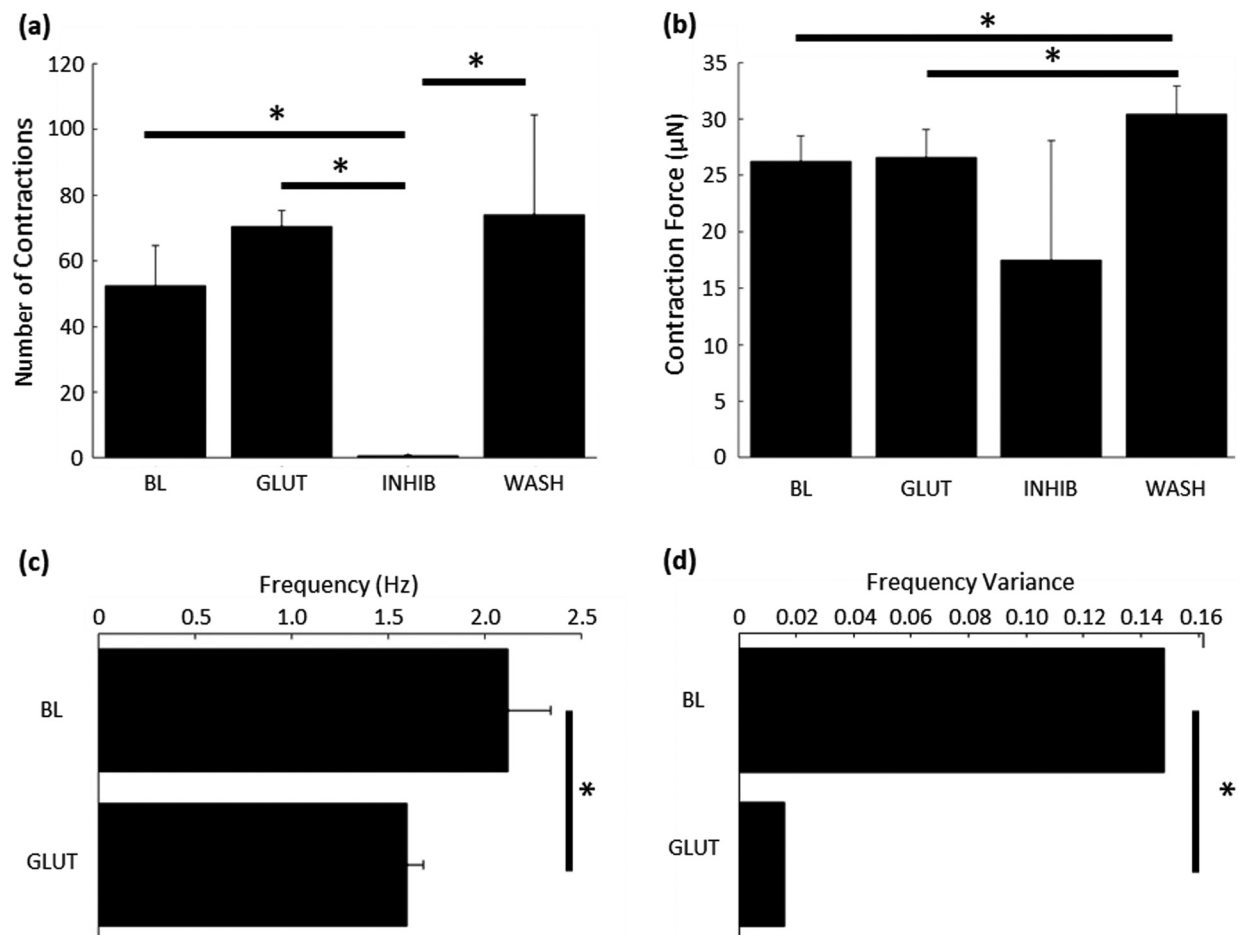 (a)
Number of Contractions
120
100
80
60
40
20
0
*
*
*
BL GLUT INHIB WASH
(b)
Contraction Force (µN)
35
30
25
20
15
10
5
0
*
*
BL GLUT INHIB WASH
(c)
Frequency (Hz)
0 0.5 1.0 1.5 2.0 2.5
BL
*
GLUT
(d)
Frequency Variance
0 0.02 0.04 0.06 0.08 0.10 0.12 0.14 0.16
BL
*
GLUT